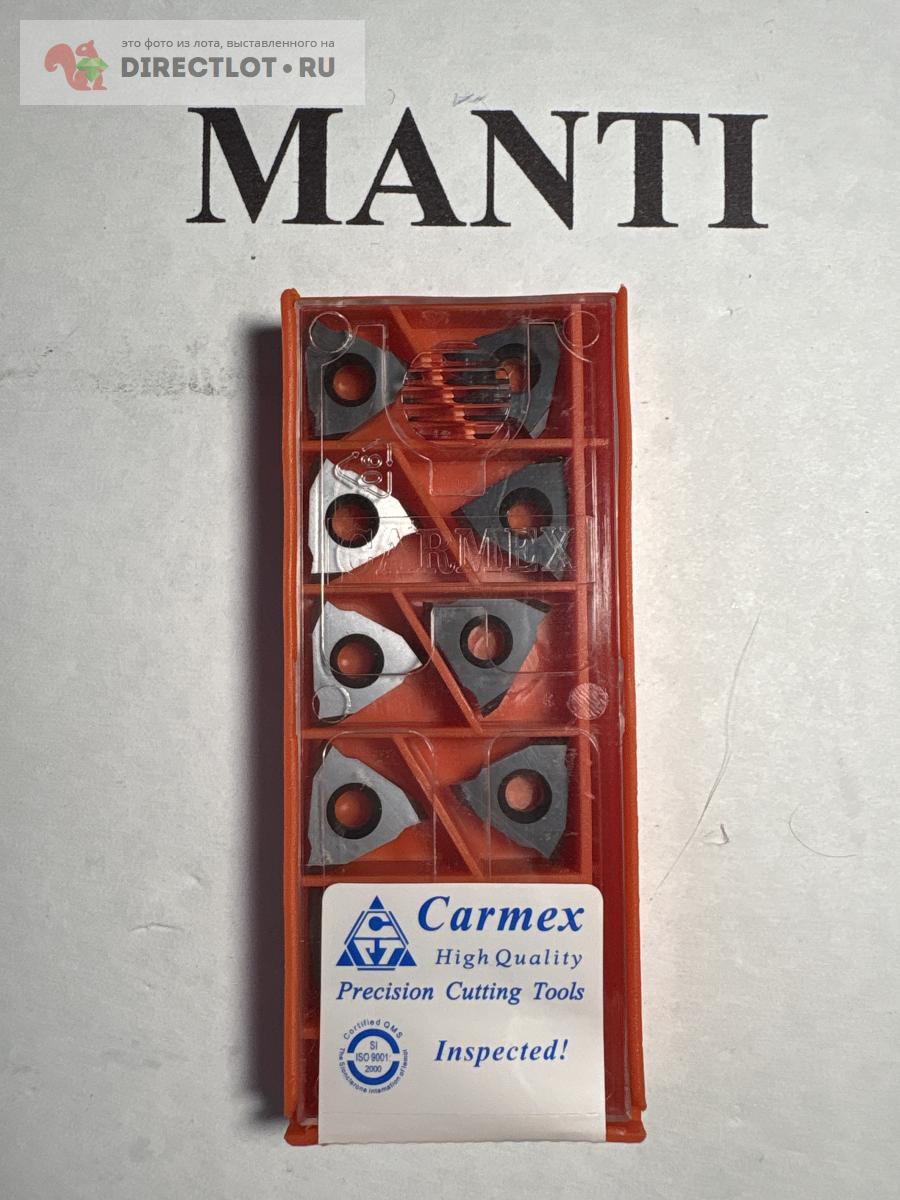 это фото из лота, выставленного на
DIRECTLOT•RU
MANTI
CARMEX
Carmex
High Quality
Precision Cutting Tools
Certified QMS
SI
ISO 9001:
2000
Inspected!